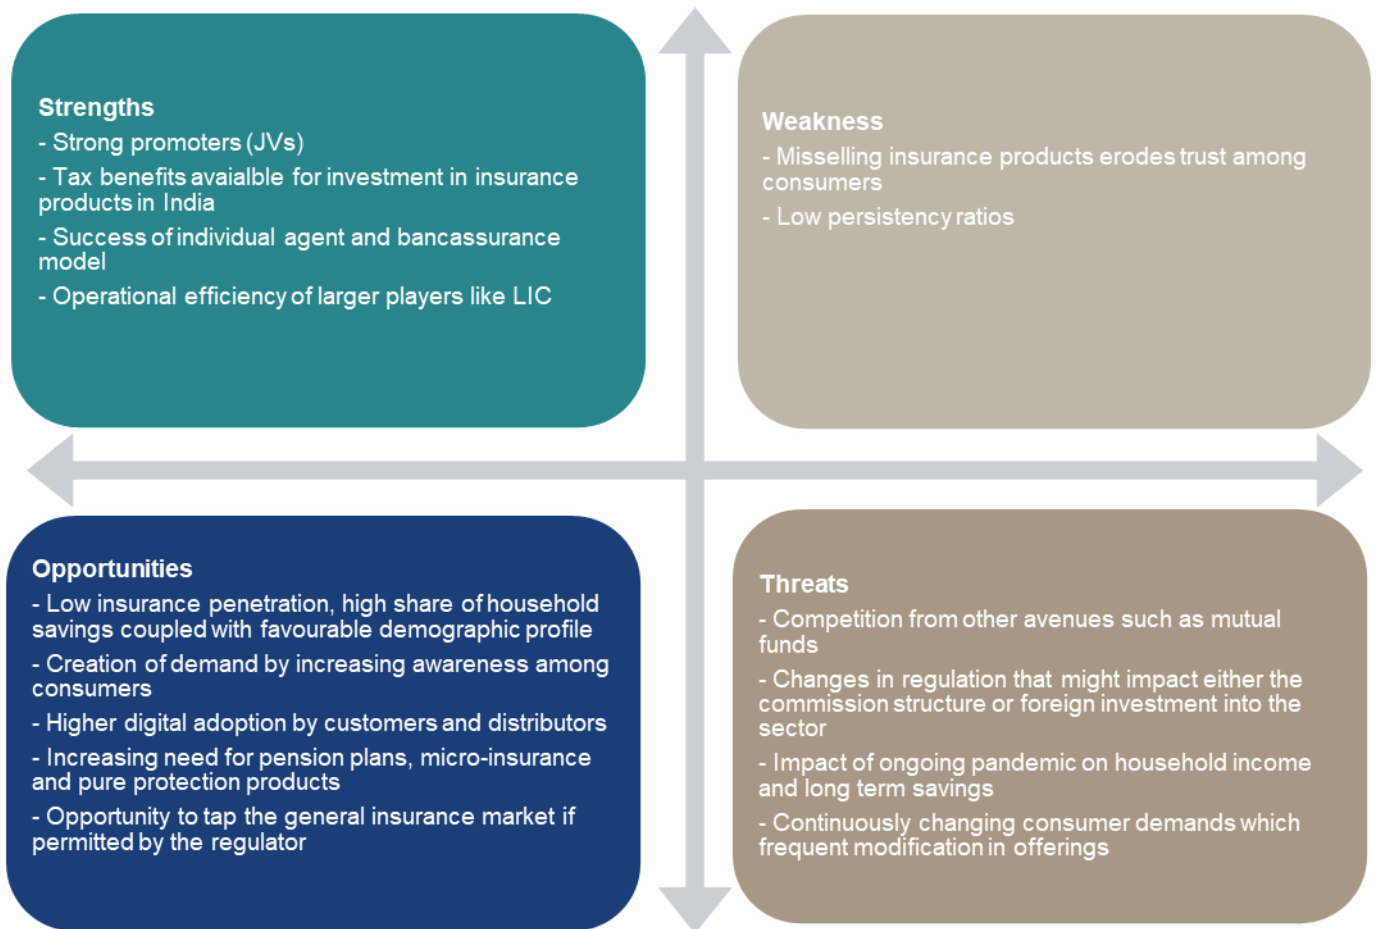 Strengths
- Strong promoters (JVs)
- Tax benefits avaialble for investment in insurance
products in India
- Success of individual agent and bancassurance
model
- Operational efficiency of larger players like LIC
Weakness
- Misselling insurance products erodes trust among
consumers
- Low persistency ratios
Opportunities
- Low insurance penetration, high share of household
savings coupled with favourable demographic profile
- Creation of demand by increasing awareness among
consumers
- Higher digital adoption by customers and distributors
- Increasing need for pension plans, micro-insurance
and pure protection products
- Opportunity to tap the general insurance market if
permitted by the regulator
Threats
- Competition from other avenues such as mutual
funds
- Changes in regulation that might impact either the
commission structure or foreign investment into the
sector
- Impact of ongoing pandemic on household income
and long term savings
- Continuously changing consumer demands which
frequent modification in offerings